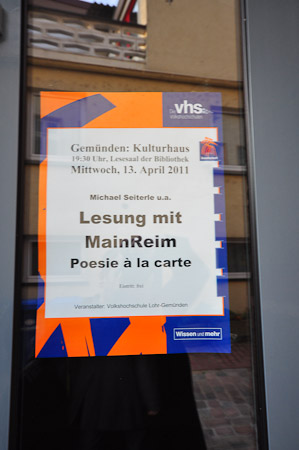 vhs
Volkshochschulen
Gemünden: Kulturhaus
19:30 Uhr, Lesesaal der Bibliothek
Mittwoch, 13. April 2011
Michael Seiterle u.a.
Lesung mit
MainReim
Poesie à la carte
Eintritt: frei
Veranstalter: Volkshochschule Lohr-Gemünden
Wissen und mehr